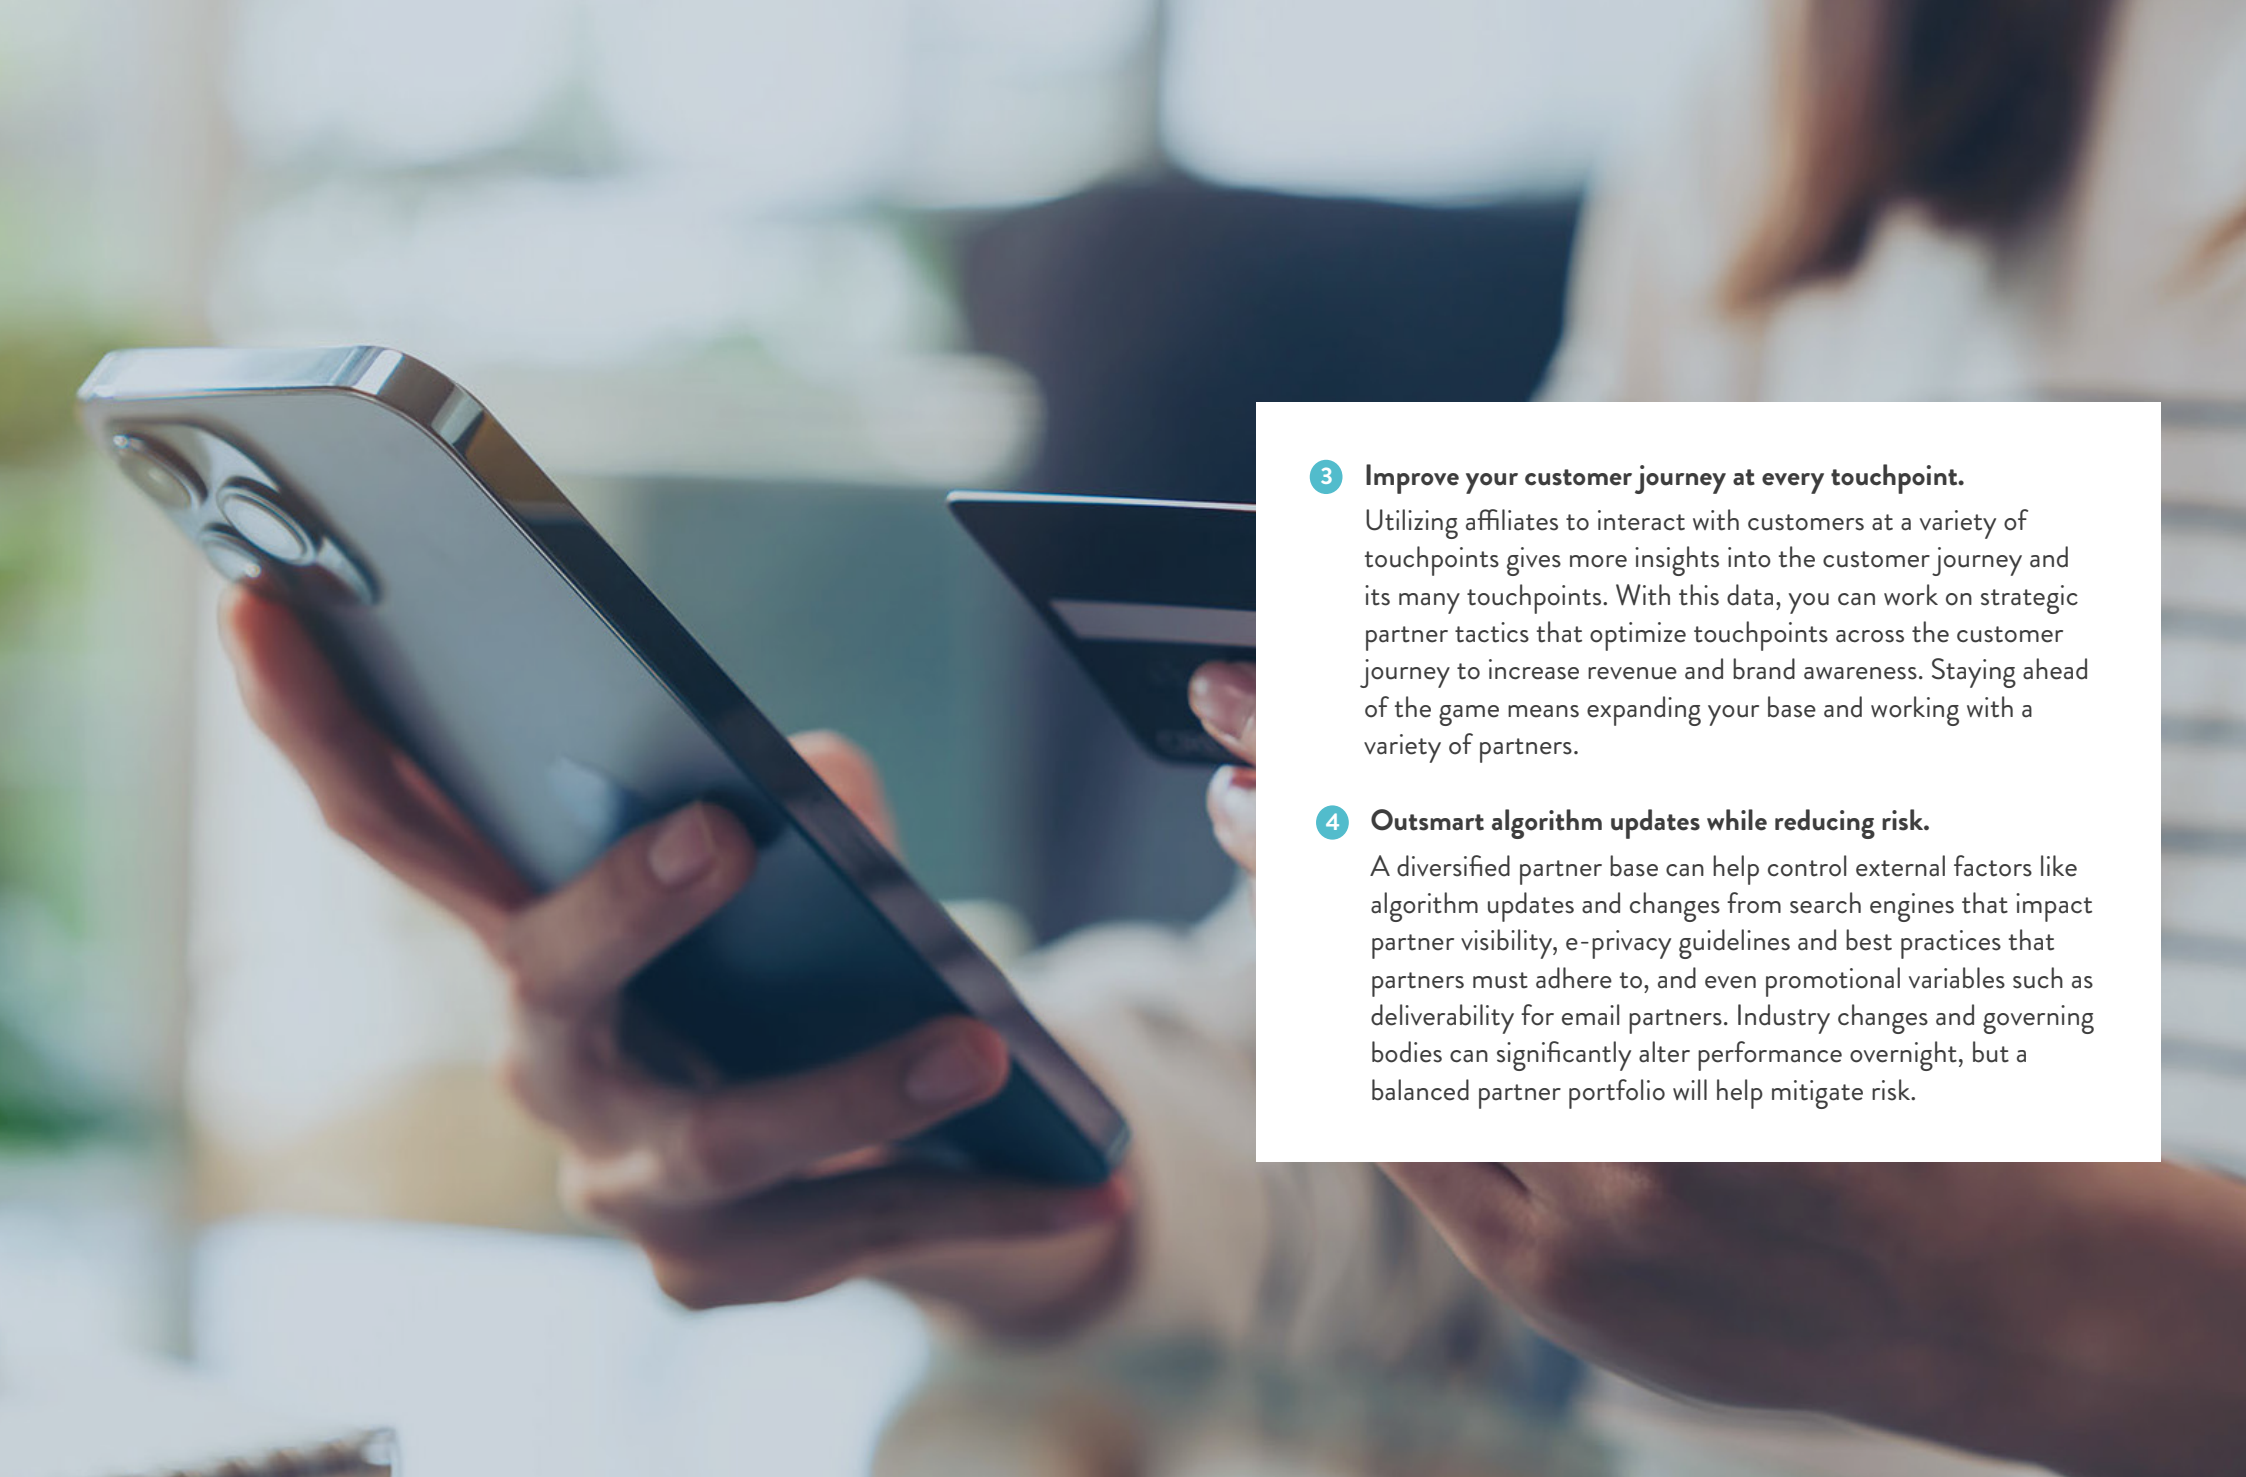 3 Improve your customer journey at every touchpoint.
Utilizing affiliates to interact with customers at a variety of
touchpoints gives more insights into the customer journey and
its many touchpoints. With this data, you can work on strategic
partner tactics that optimize touchpoints across the customer
journey to increase revenue and brand awareness. Staying ahead
of the game means expanding your base and working with a
variety of partners.
4 Outsmart algorithm updates while reducing risk.
A diversified partner base can help control external factors like
algorithm updates and changes from search engines that impact
partner visibility, e-privacy guidelines and best practices that
partners must adhere to, and even promotional variables such as
deliverability for email partners. Industry changes and governing
bodies can significantly alter performance overnight, but a
balanced partner portfolio will help mitigate risk.